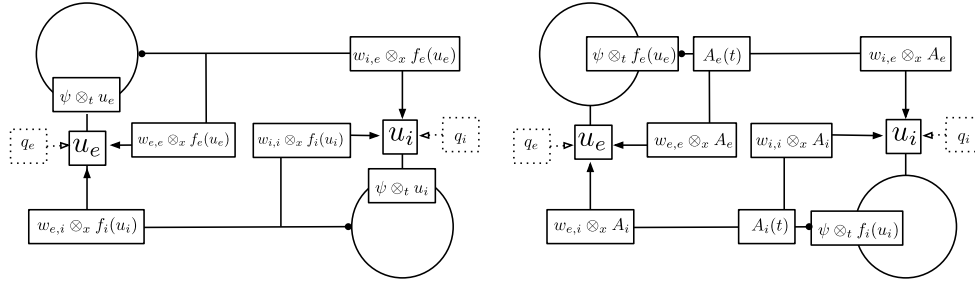 w_{i,e} ⊗_x f_e(u_e)
ψ ⊗_t u_e
q_e
u_e
w_{e,e} ⊗_x f_e(u_e)
w_{i,i} ⊗_x f_i(u_i)
u_i
q_i
ψ ⊗_t u_i
w_{e,i} ⊗_x f_i(u_i)
ψ ⊗_t f_e(u_e)
A_e(t)
w_{i,e} ⊗_x A_e
q_e
u_e
w_{e,e} ⊗_x A_e
w_{i,i} ⊗_x A_i
u_i
q_i
w_{e,i} ⊗_x A_i
A_i(t)
ψ ⊗_t f_i(u_i)